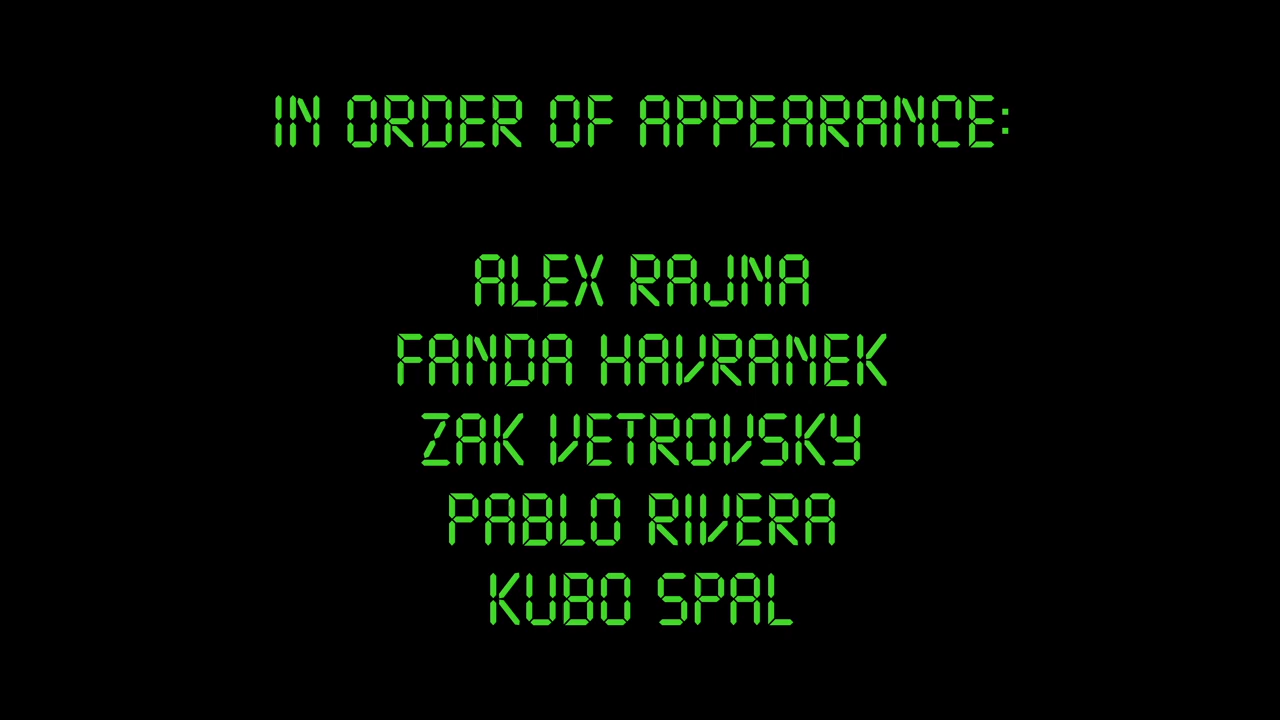 IN ORDER OF APPEARANCE:
ALEX RAJNA
FANDA HAVRANEK
ZAK VETROVSKY
PABLO RIVERA
KUBO SPAL